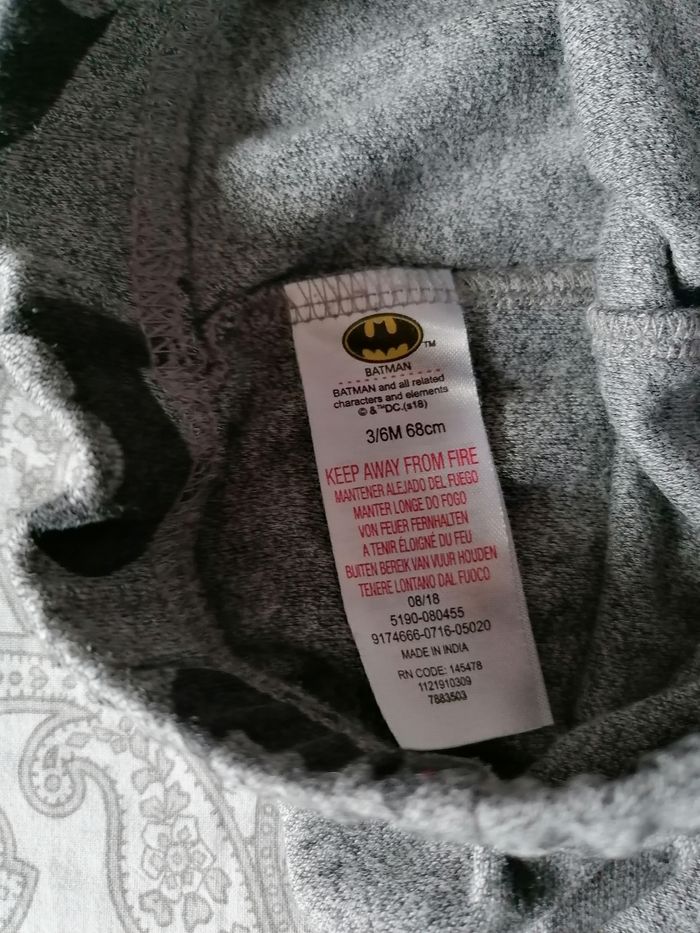 TM
BATMAN
BATMAN and all related
characters and elements
© &™DC.(s18)
3/6M 68cm
KEEP AWAY FROM FIRE
MANTENER ALEJADO DEL FUEGO
MANTER LONGE DO FOGO
VON FEUER FERNHALTEN
A TENIR ÉLOIGNÉ DU FEU
BUITEN BEREIK VAN VUUR HOUDEN
TENERE LONTANO DAL FUOCO
08/18
5190-080455
9174666-0716-05020
MADE IN INDIA
RN CODE: 145478
1121910309
7883503